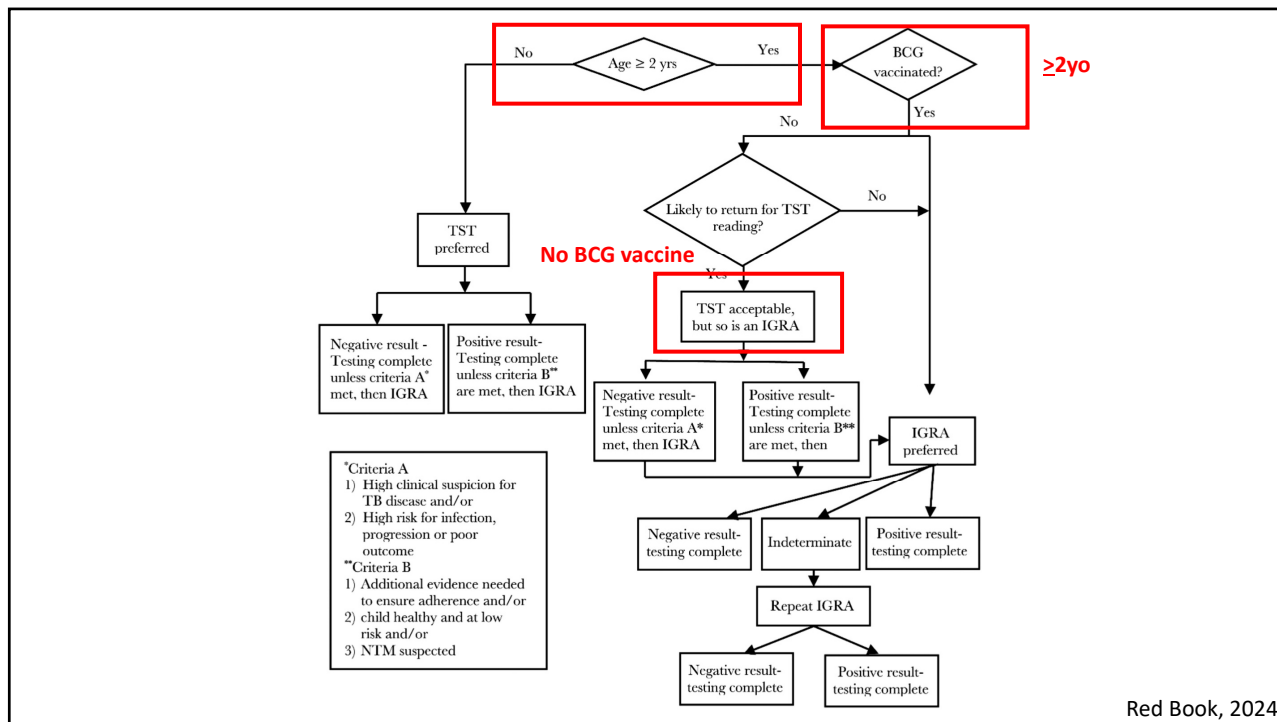 No
Age ≥ 2 yrs
Yes
BCG
vaccinated?
≥2yo
Yes
No
Likely to return for TST
reading?
No
TST
preferred
No BCG vaccine
Yes
TST acceptable,
but so is an IGRA
Negative result -
Testing complete
unless criteria A*
met, then IGRA
Positive result-
Testing complete
unless criteria B**
are met, then IGRA
Negative result-
Testing complete
unless criteria A*
met, then IGRA
Positive result-
Testing complete
unless criteria B**
are met, then
IGRA
preferred
*Criteria A
1) High clinical suspicion for
TB disease and/or
2) High risk for infection,
progression or poor
outcome
**Criteria B
1) Additional evidence needed
to ensure adherence and/or
2) child healthy and at low
risk and/or
3) NTM suspected
Negative result-
testing complete
Indeterminate
Positive result-
testing complete
Repeat IGRA
Negative result-
testing complete
Positive result-
testing complete
Red Book, 2024